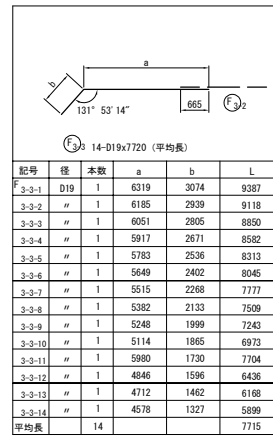 a
b
131° 53' 14"
665
F 3-2
F 3-3 14-D19x7720 (平均長)
記号 径 本数 a b L
F 3-3-1 D19 1 6319 3074 9387
3-3-2 〃 1 6185 2939 9118
3-3-3 〃 1 6051 2805 8850
3-3-4 〃 1 5917 2671 8582
3-3-5 〃 1 5783 2536 8313
3-3-6 〃 1 5649 2402 8045
3-3-7 〃 1 5515 2268 7777
3-3-8 〃 1 5382 2133 7509
3-3-9 〃 1 5248 1999 7243
3-3-10 〃 1 5114 1865 6973
3-3-11 〃 1 5980 1730 7704
3-3-12 〃 1 4846 1596 6436
3-3-13 〃 1 4712 1462 6168
3-3-14 〃 1 4578 1327 5899
平均長 14 7715